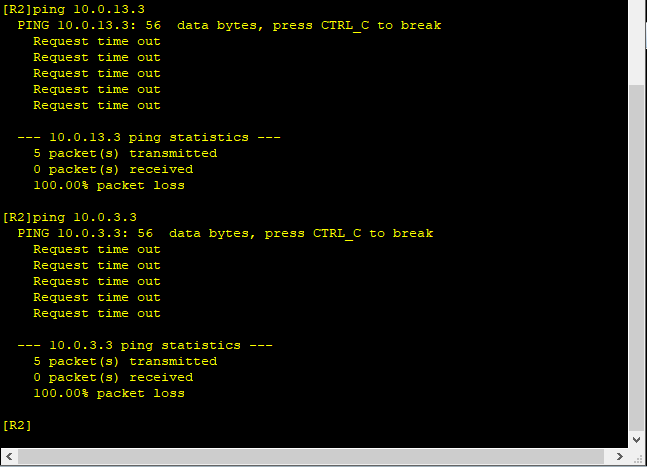 [R2]ping 10.0.13.3
  PING 10.0.13.3: 56  data bytes, press CTRL_C to break
    Request time out
    Request time out
    Request time out
    Request time out
    Request time out

  --- 10.0.13.3 ping statistics ---
    5 packet(s) transmitted
    0 packet(s) received
    100.00% packet loss

[R2]ping 10.0.3.3
  PING 10.0.3.3: 56  data bytes, press CTRL_C to break
    Request time out
    Request time out
    Request time out
    Request time out
    Request time out

  --- 10.0.3.3 ping statistics ---
    5 packet(s) transmitted
    0 packet(s) received
    100.00% packet loss

[R2]